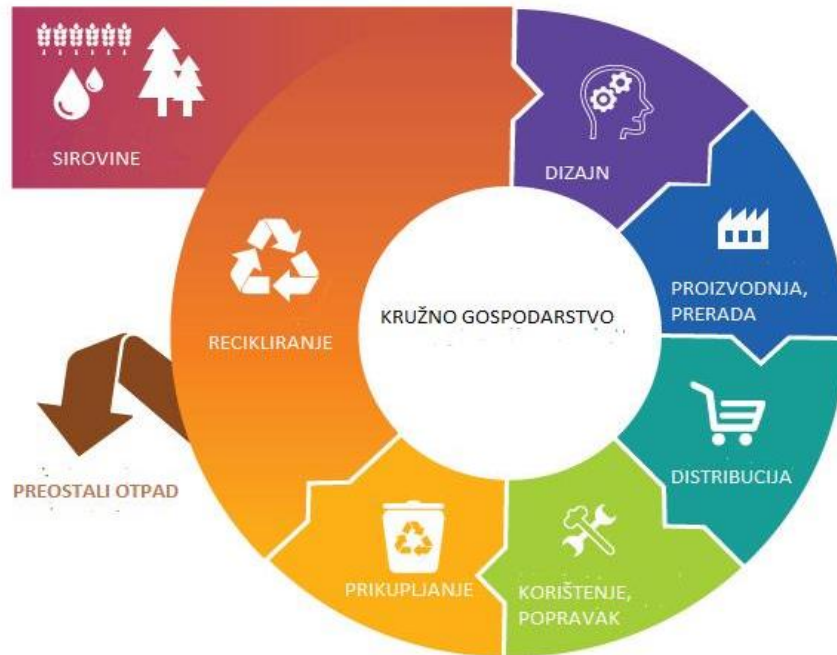 SIROVINE
DIZAJN
PROIZVODNJA,
PRERADA
KRUŽNO GOSPODARSTVO
RECIKLIRANJE
DISTRIBUCIJA
PREOSTALI OTPAD
PRIKUPLJANJE
KORIŠTENJE,
POPRAVAK